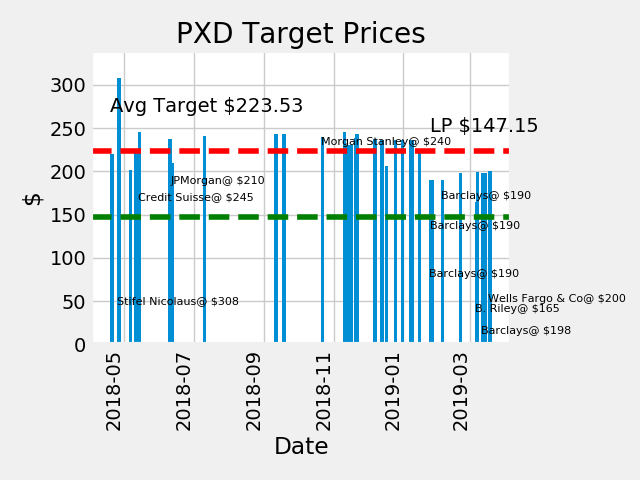 PXD Target Prices
300
Avg Target $223.53
LP $147.15
250
Morgan Stanley@ $240
200
JPMorgan@ $210
Credit Suisse@ $245
Barclays@ $190
150
Barclays@ $190
100
Barclays@ $190
50
Stifel Nicolaus@ $308
Wells Fargo & Co@ $200
B. Riley@ $165
Barclays@ $198
0
$
2018-05
2018-07
2018-09
2018-11
2019-01
2019-03
Date